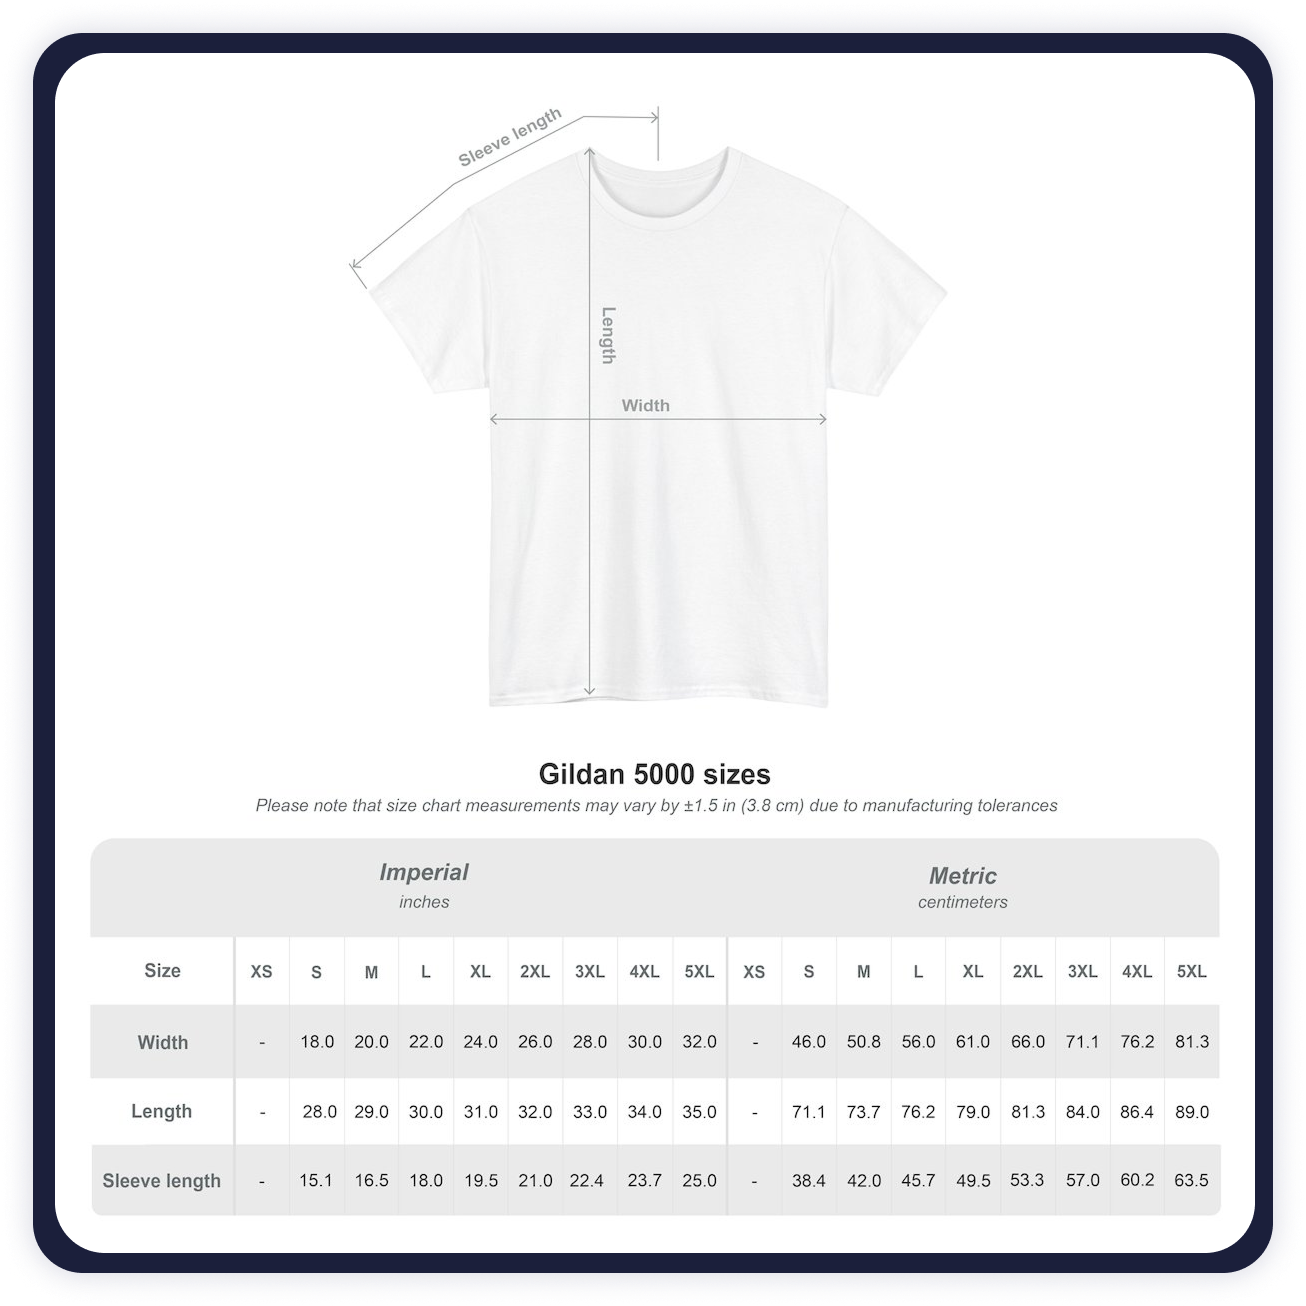 Sleeve length
Length
Width
Gildan 5000 sizes
Please note that size chart measurements may vary by ±1.5 in (3.8 cm) due to manufacturing tolerances
Imperial Metric
inches centimeters
Size XS S M L XL 2XL 3XL 4XL 5XL XS S M L XL 2XL 3XL 4XL 5XL
Width - 18.0 20.0 22.0 24.0 26.0 28.0 30.0 32.0 - 46.0 50.8 56.0 61.0 66.0 71.1 76.2 81.3
Length - 28.0 29.0 30.0 31.0 32.0 33.0 34.0 35.0 - 71.1 73.7 76.2 79.0 81.3 84.0 86.4 89.0
Sleeve length - 15.1 16.5 18.0 19.5 21.0 22.4 23.7 25.0 - 38.4 42.0 45.7 49.5 53.3 57.0 60.2 63.5